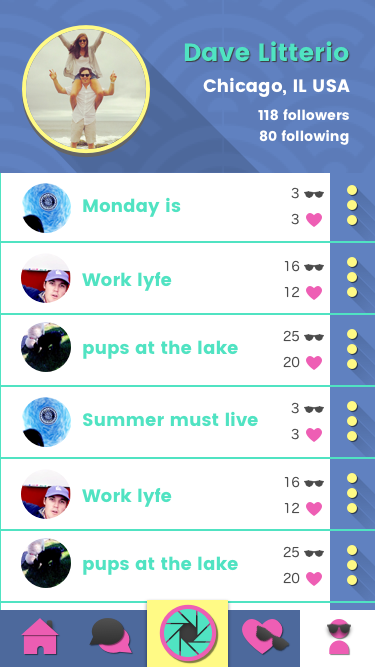 Dave Litterio
Chicago, IL USA
118 followers
80 following
Monday is
3
3
Work lyfe
16
12
pups at the lake
25
20
Summer must live
3
3
Work lyfe
16
12
pups at the lake
25
20